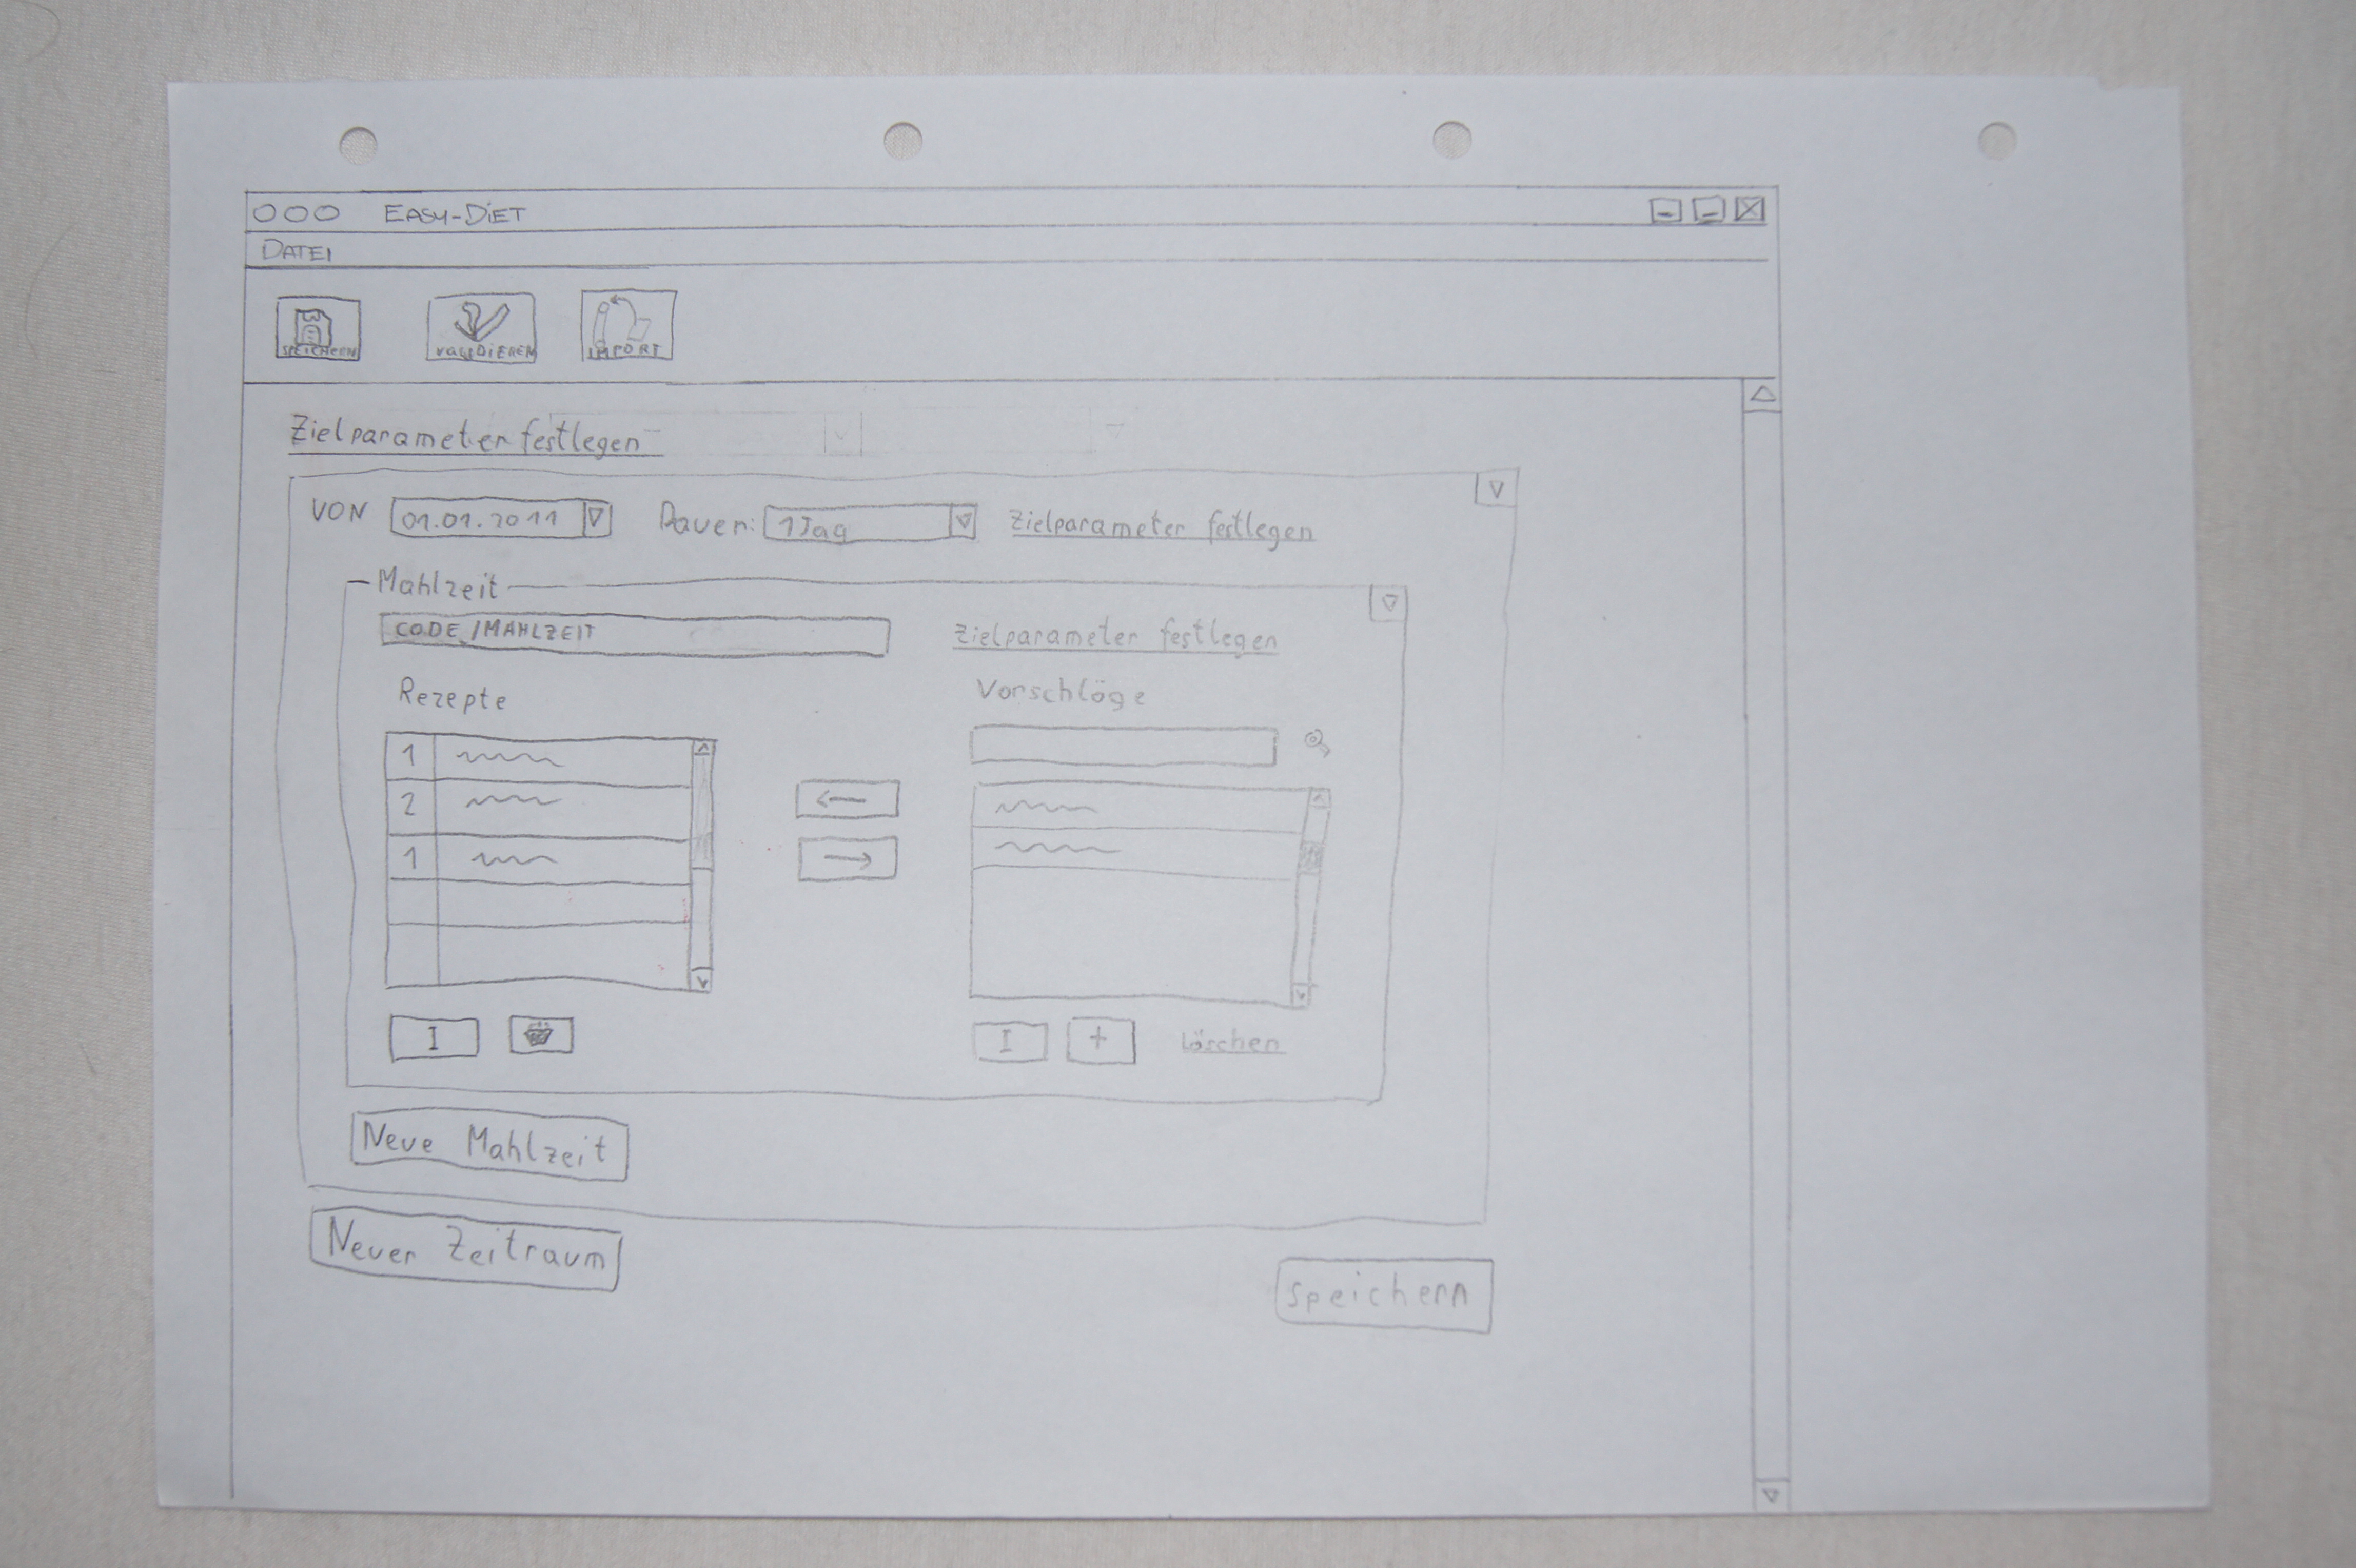 EASY-DIET
DATEI
SPEICHERN VALIDIEREN IMPORT
Zielparameter festlegen
VON 01.01.2011 Dauer: 1Tag Zielparameter festlegen
Mahlzeit
CODE /MAHLZEIT Zielparameter festlegen
Rezepte Vorschläge
1
2
1
I I + Löschen
Neue Mahlzeit
Neuer Zeitraum
Speichern